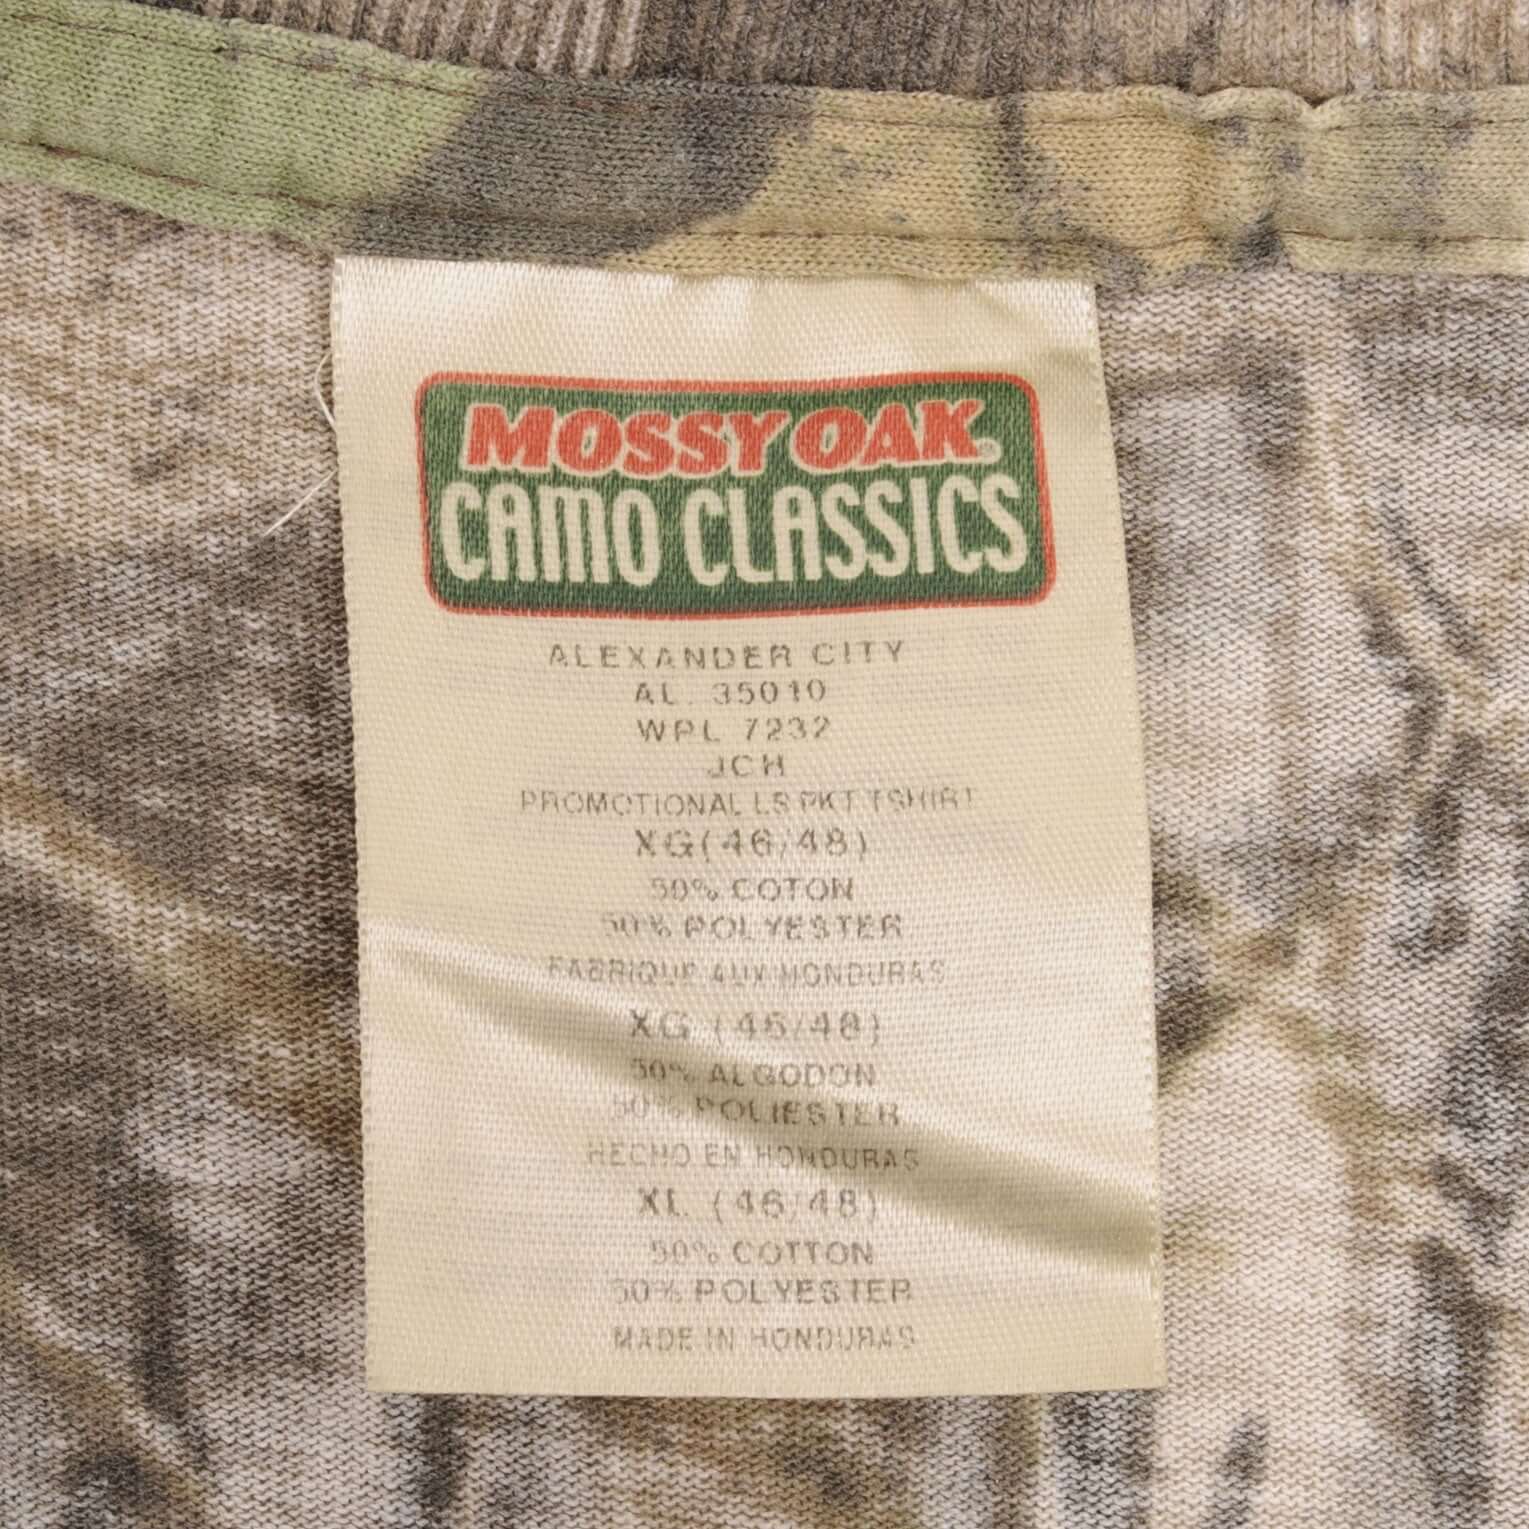 MOSSY OAK®
CAMO CLASSICS
ALEXANDER CITY
AL. 35010
WPL 7232
JCH
PROMOTIONAL LS PKT TSHIRT
XG(46/48)
50% COTON
50% POLYESTER
FABRIQUE AUX HONDURAS
XG (46/48)
50% ALGODON
50% POLIESTER
HECHO EN HONDURAS
XL (46/48)
50% COTTON
50% POLYESTER
MADE IN HONDURAS